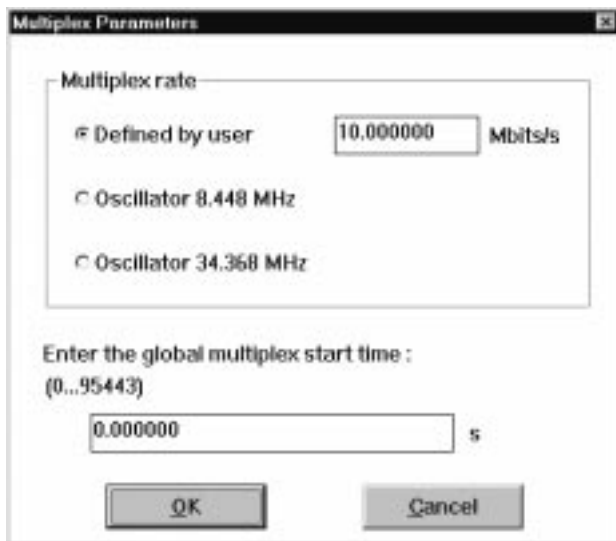 Multiplex Parameters
Multiplex rate
Defined by user 10.000000 Mbits/s
Oscillator 8.448 MHz
Oscillator 34.368 MHz
Enter the global multiplex start time :
(0...95443)
0.000000 s
OK Cancel